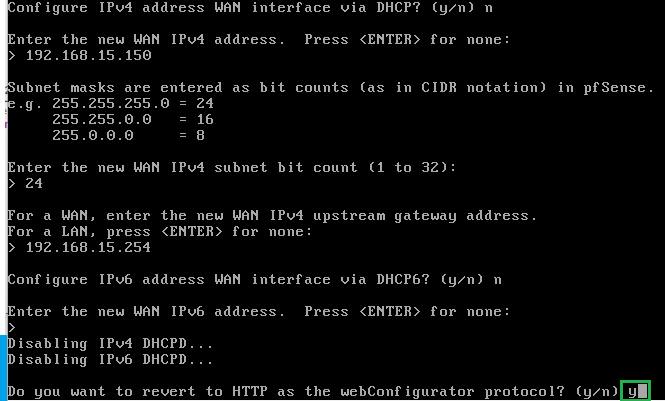 Configure IPv4 address WAN interface via DHCP? (y/n) n
Enter the new WAN IPv4 address.  Press <ENTER> for none:
> 192.168.15.150
Subnet masks are entered as bit counts (as in CIDR notation) in pfSense.
e.g. 255.255.255.0 = 24
     255.255.0.0   = 16
     255.0.0.0     = 8
Enter the new WAN IPv4 subnet bit count (1 to 32):
> 24
For a WAN, enter the new WAN IPv4 upstream gateway address.
For a LAN, press <ENTER> for none:
> 192.168.15.254
Configure IPv6 address WAN interface via DHCP6? (y/n) n
Enter the new WAN IPv6 address.  Press <ENTER> for none:
>
Disabling IPv4 DHCPD...
Disabling IPv6 DHCPD...
Do you want to revert to HTTP as the webConfigurator protocol? (y/n) y